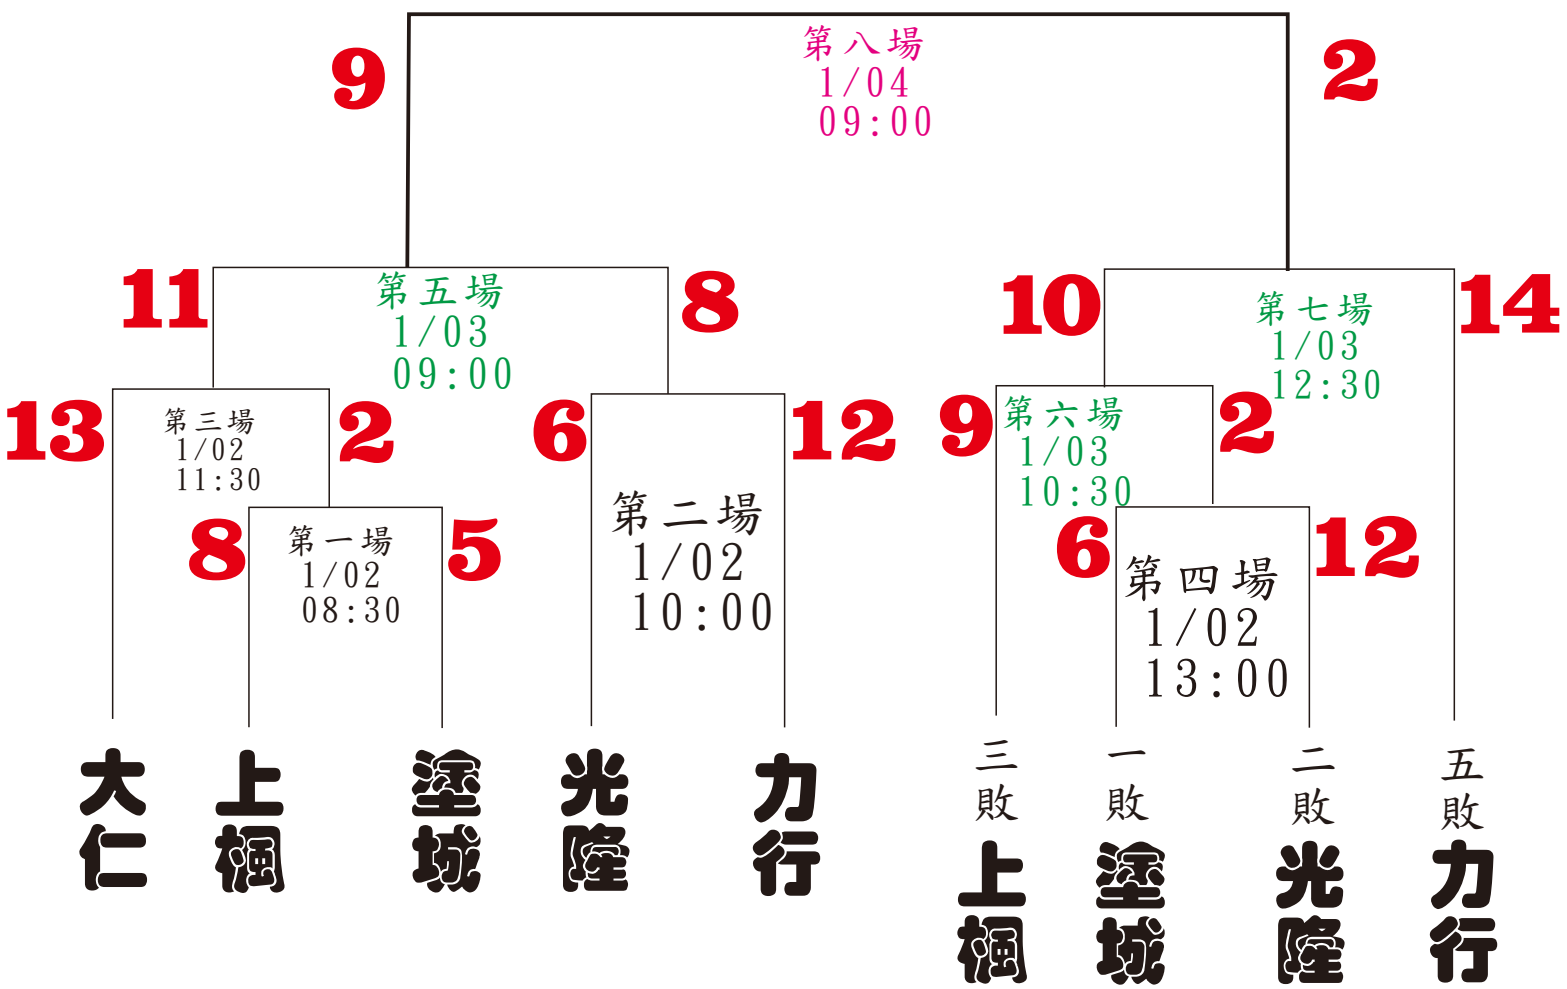 9
第八場
1/04
09:00
2
11
第五場
1/03
09:00
8
10
第七場
1/03
12:30
14
13
第三場
1/02
11:30
2
6
12
9
第六場
1/03
10:30
2
8
第一場
1/02
08:30
5
第二場
1/02
10:00
6
第四場
1/02
13:00
12
大仁
上楓
塗城
光隆
力行
三敗
上楓
一敗
塗城
二敗
光隆
五敗
力行